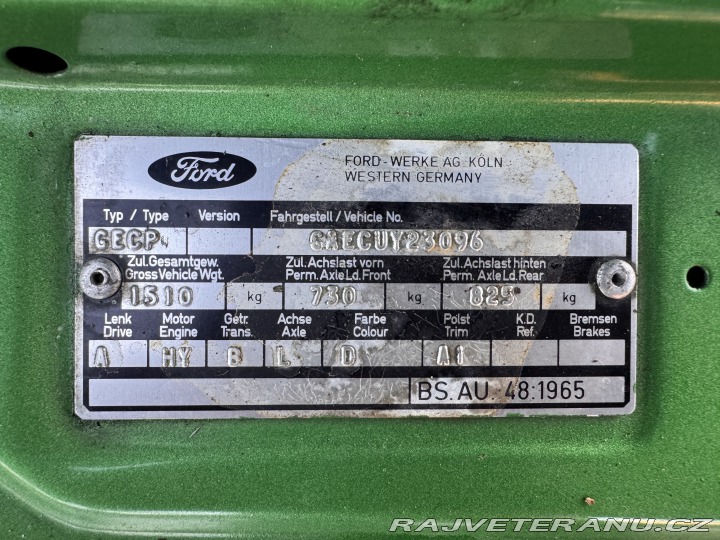 Ford
FORD-WERKE AG. KÖLN
WESTERN GERMANY
Typ / Type Version Fahrgestell / Vehicle No.
GECP GAECUY23096
Zul.Gesamtgew. Zul.Achslast vorn Zul.Achslast hinten
Gross Vehicle Wgt. Perm. Axle Ld. Front Perm. Axle Ld. Rear
1510 kg 730 kg 825 kg
Lenk Motor Getr. Achse Farbe Polst K.D. Bremsen
Drive Engine Trans. Axle Colour Trim Ref. Brakes
A HY B L D A1
BS. AU. 48:1965
RAJVETERANU.CZ